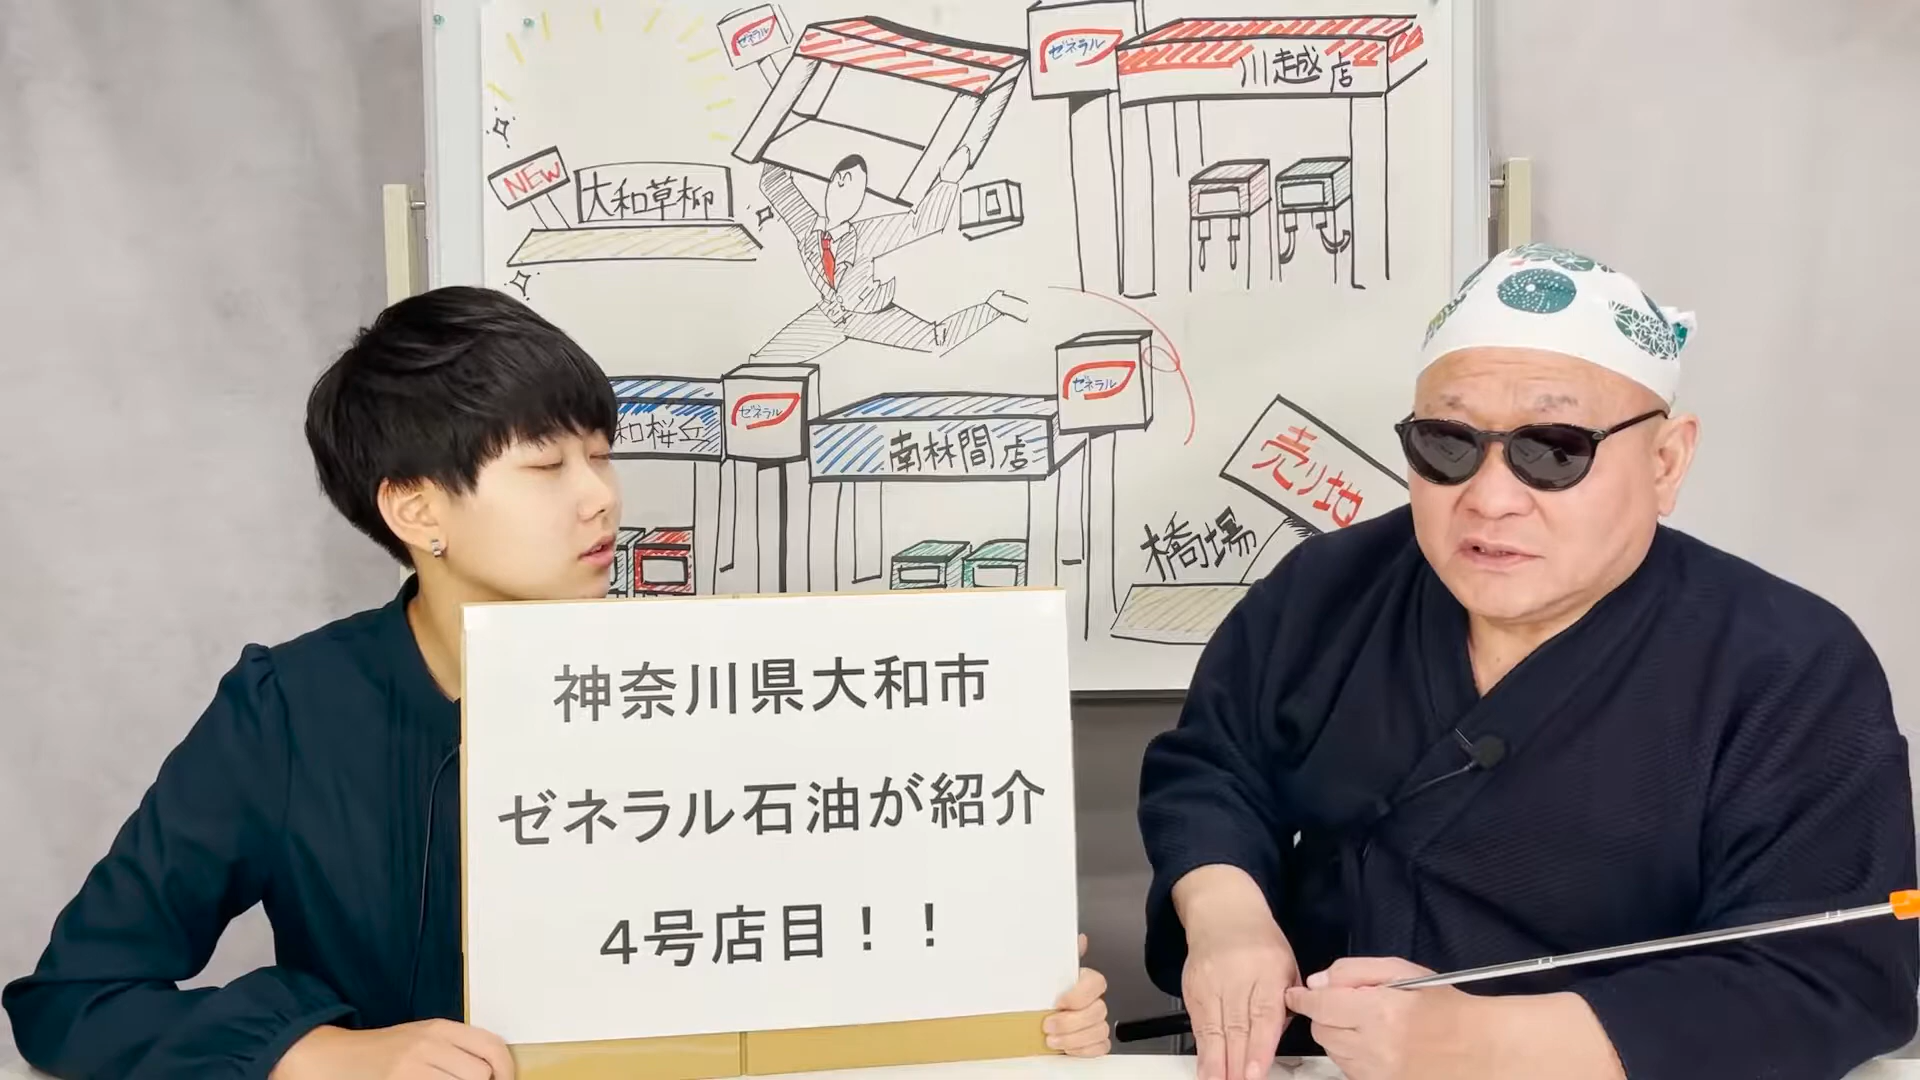 ゼネラル
ゼネラル
川越店
NEW
大和草柳
和桜丘
ゼネラル
南林間店
ゼネラル
売り地
橋場
神奈川県大和市
ゼネラル石油が紹介
4号店目！！